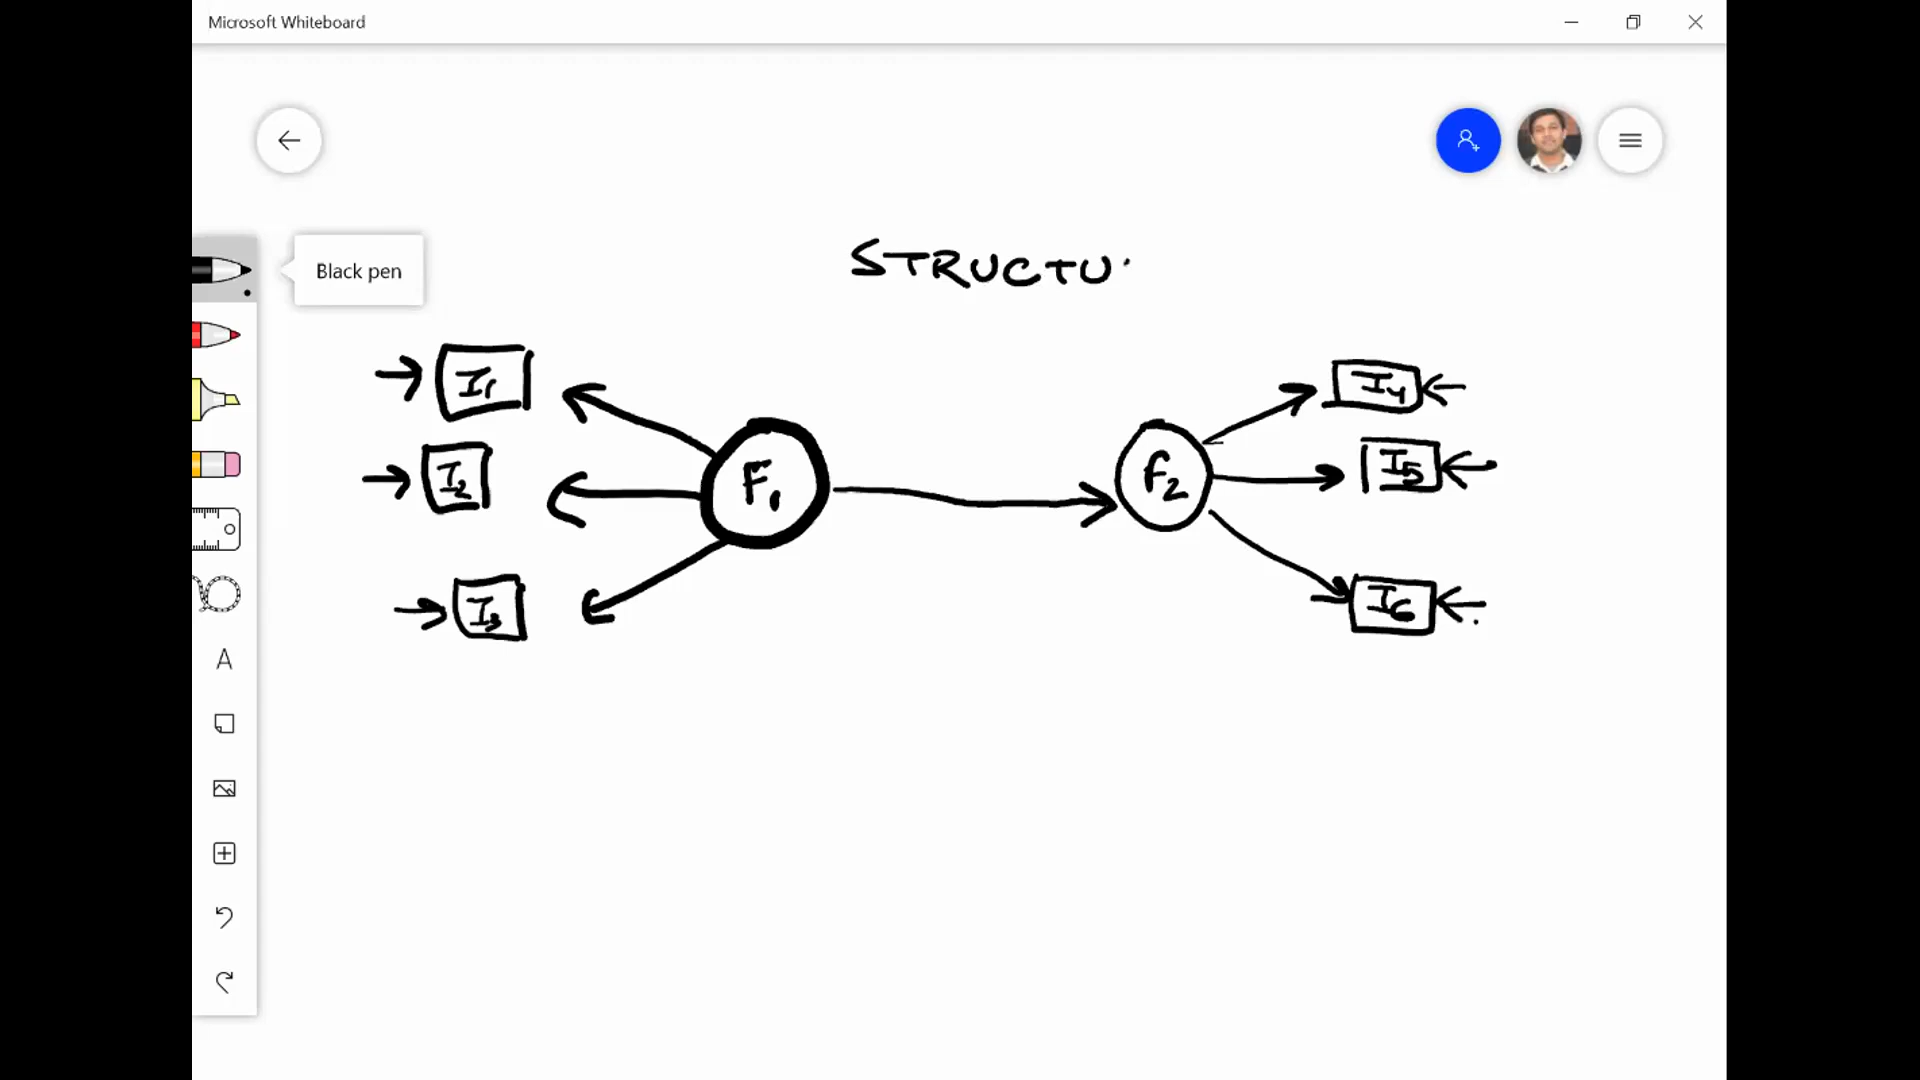 Microsoft Whiteboard
Black pen
STRUCTU
I1
I4
I2
F1
F2
I5
I3
I6
A